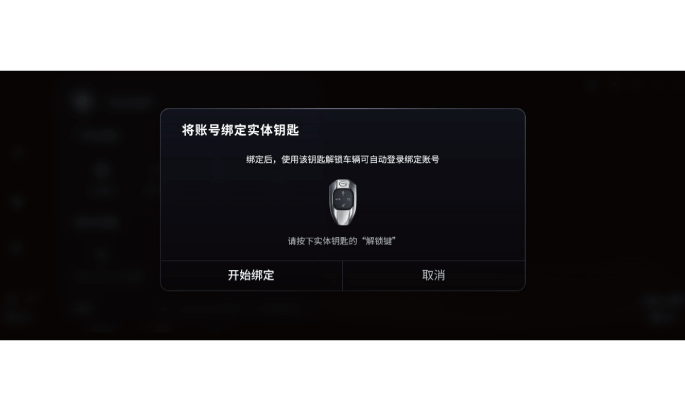 将账号绑定实体钥匙
绑定后，使用该钥匙解锁车辆可自动登录绑定账号
请按下实体钥匙的“解锁键”
开始绑定
取消